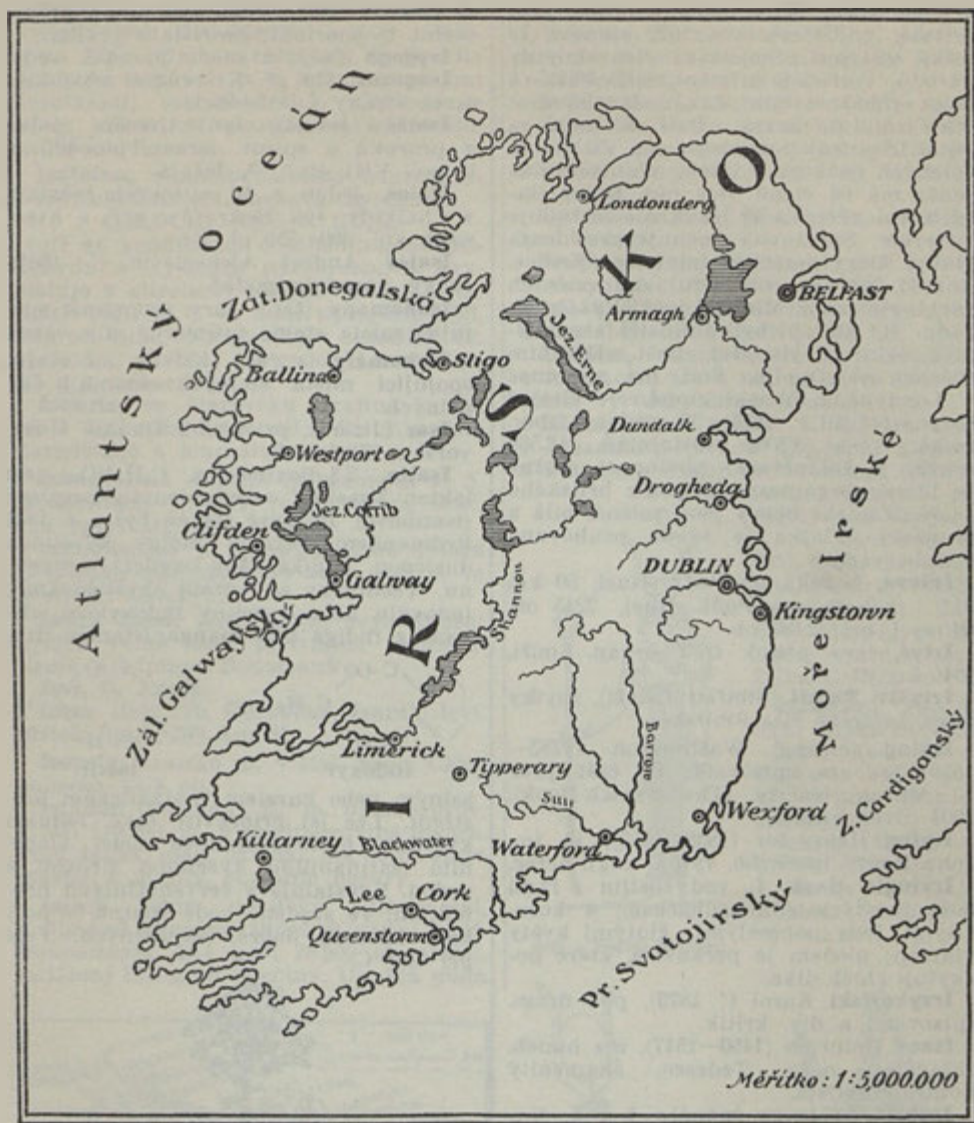 Atlantský oceán
IRSKO
Moře Irské
Zát. Donegalská
Londonderg
BELFAST
Armagh
Jez. Erne
Sligo
Ballina
Dundalk
Westport
Drogheda
Jez. Corrib
Clifden
DUBLIN
Galway
Shannon
Kingstown
Zál. Galwayský
Limerick
Tipperary
Burrow
Suir
Wexford
Z. Cardiganský
Waterford
Killarney
Blackwater
Lee
Cork
Queenstown
Pr. Svatojirský
Měřítko: 1:5,000.000